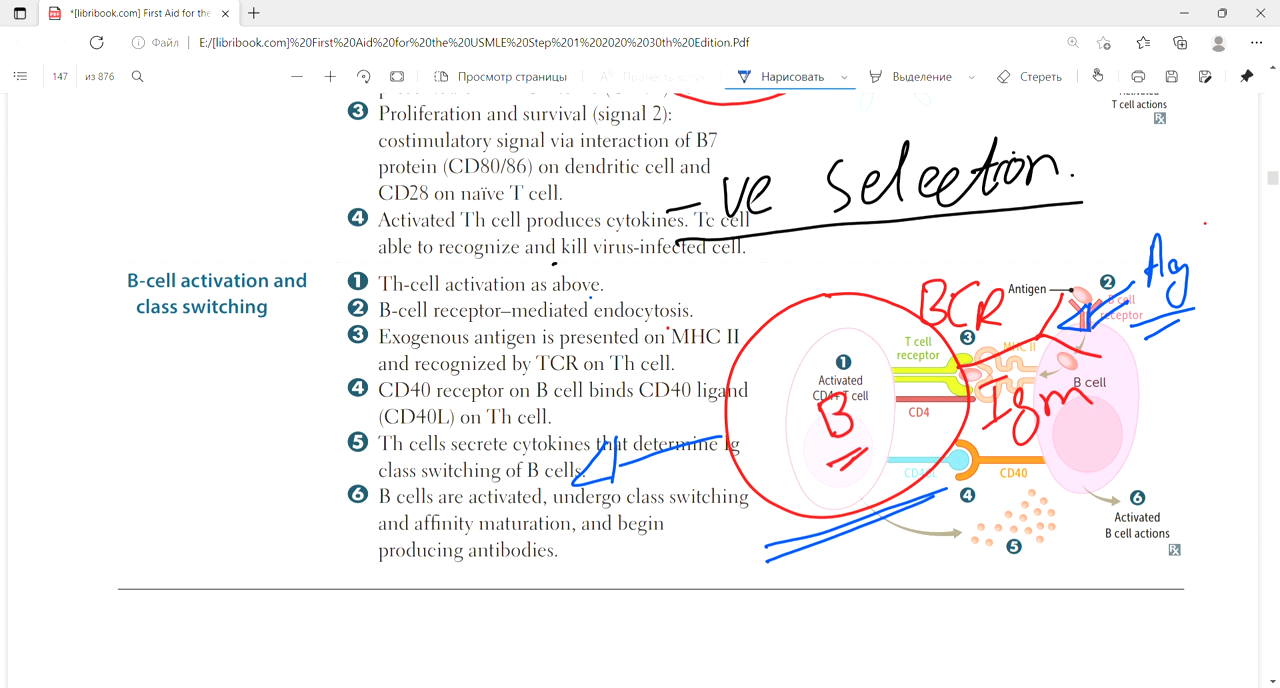 *[libribook.com] First Aid for the
Файл
E:/[libribook.com]%20First%20Aid%20for%20the%20USMLE%20Step%201%202020%2030th%20Edition.Pdf
147 из 876
Просмотр страницы
Нарисовать
Выделение
Стереть
T cell actions
Rx
3 Proliferation and survival (signal 2):
costimulatory signal via interaction of B7
protein (CD80/86) on dendritic cell and
CD28 on naïve T cell.
4 Activated Th cell produces cytokines. Tc cell
able to recognize and kill virus-infected cell.
-ve selection.
B-cell activation and
class switching
1 Th-cell activation as above.
2 B-cell receptor–mediated endocytosis.
3 Exogenous antigen is presented on MHC II
and recognized by TCR on Th cell.
4 CD40 receptor on B cell binds CD40 ligand
(CD40L) on Th cell.
5 Th cells secrete cytokines that determine Ig
class switching of B cells.
6 B cells are activated, undergo class switching
and affinity maturation, and begin
producing antibodies.
Ag
BCR
Antigen
2
B cell
receptor
T cell
receptor
3
MHC II
1
Activated
CD4+ T cell
B
CD4
IgM
B cell
CD40L
CD40
4
5
6
Activated
B cell actions
Rx